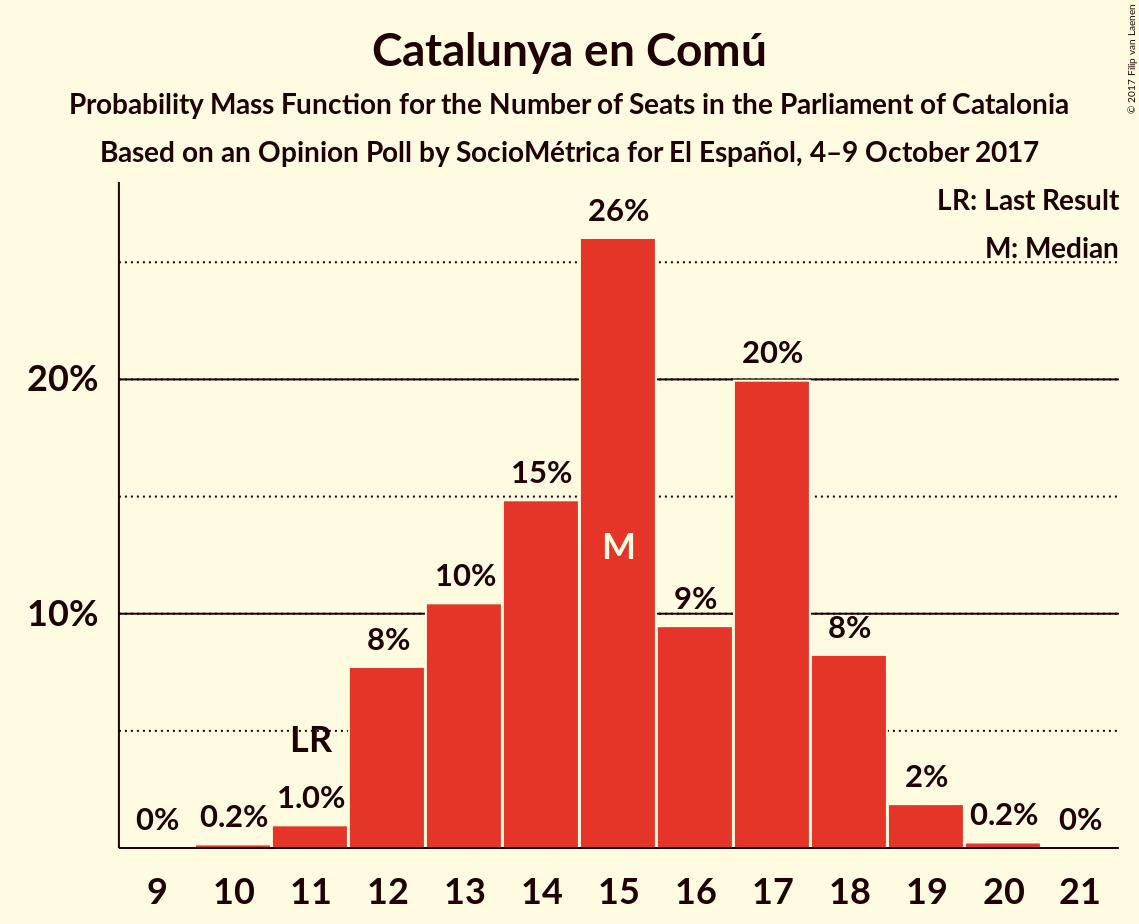 Catalunya en Comú
Probability Mass Function for the Number of Seats in the Parliament of Catalonia
Based on an Opinion Poll by SocioMétrica for El Español, 4–9 October 2017
© 2017 Filip van Laenen
LR: Last Result
M: Median
26%
20%
20%
15%
M
10%
10%
9%
8%
8%
LR
2%
1.0%
0%
0.2%
0.2%
0%
9 10 11 12 13 14 15 16 17 18 19 20 21